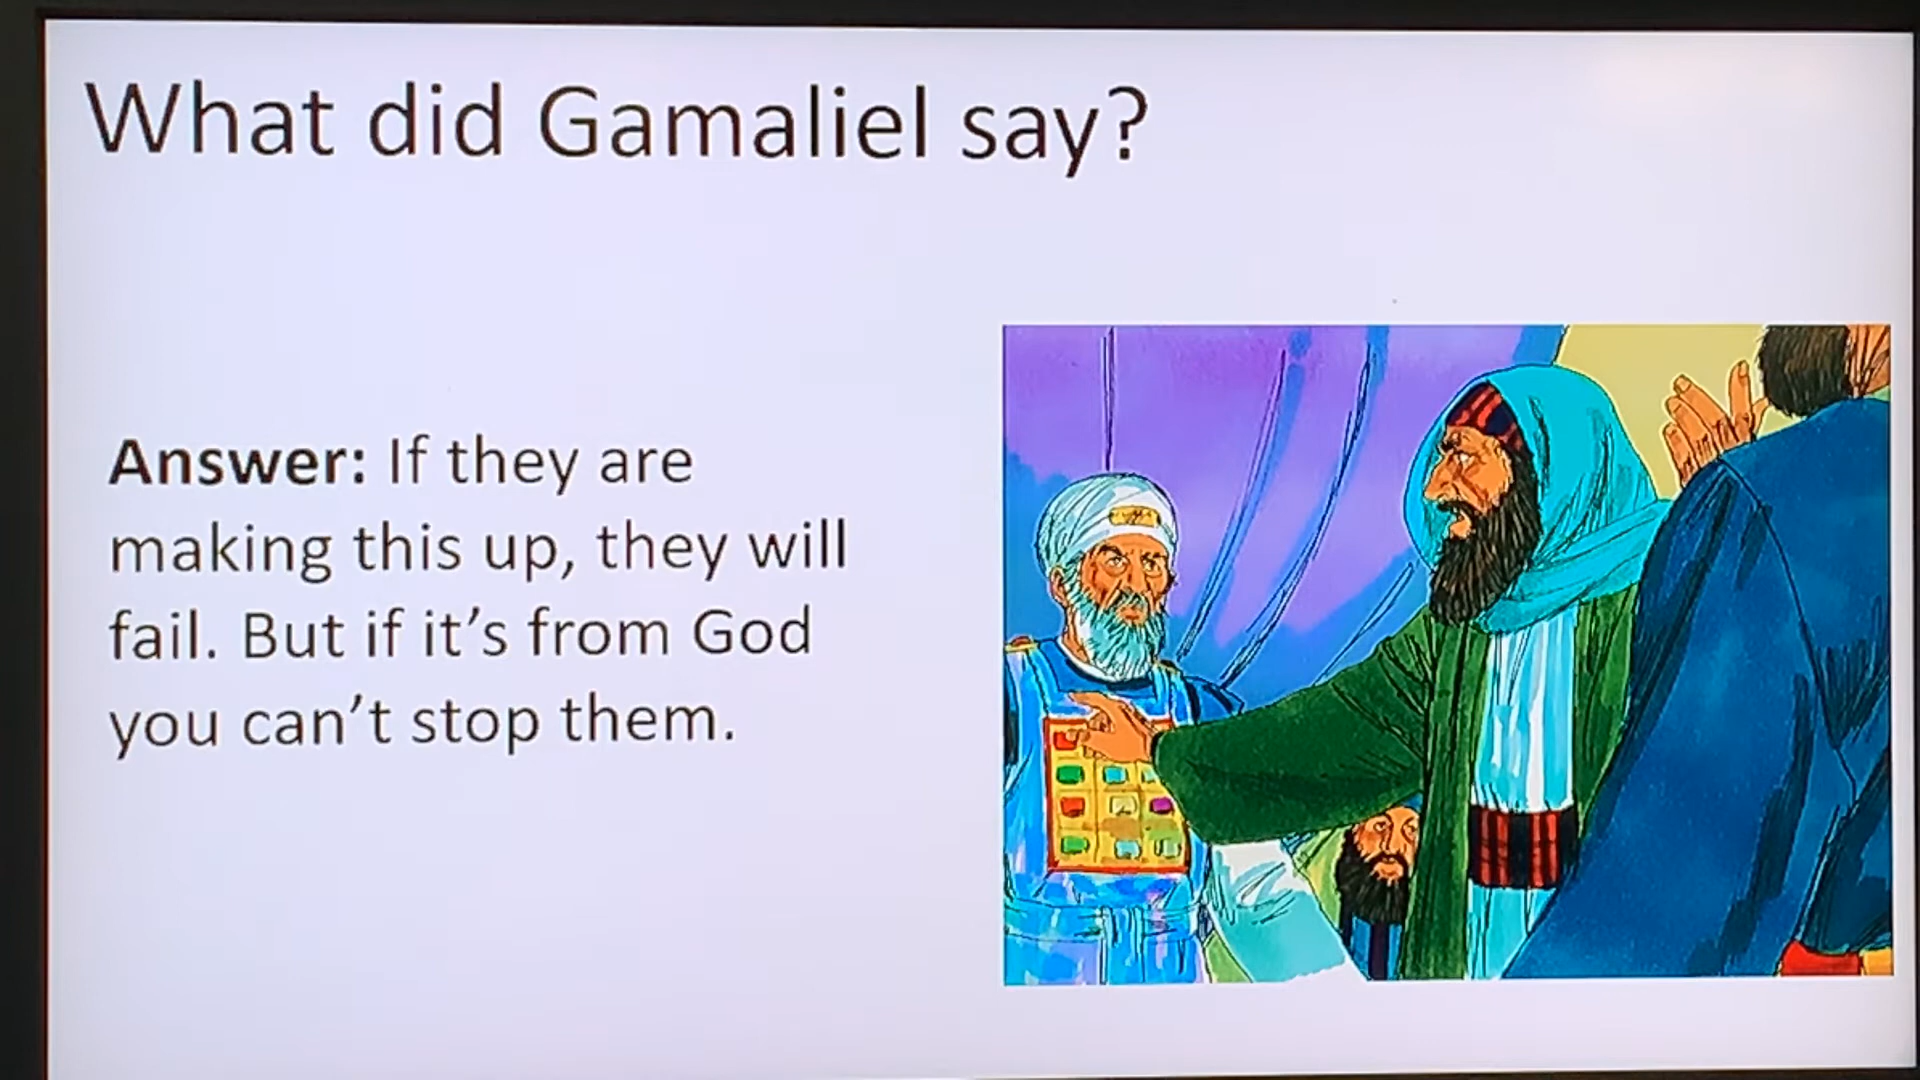 What did Gamaliel say?
Answer: If they are
making this up, they will
fail. But if it’s from God
you can’t stop them.